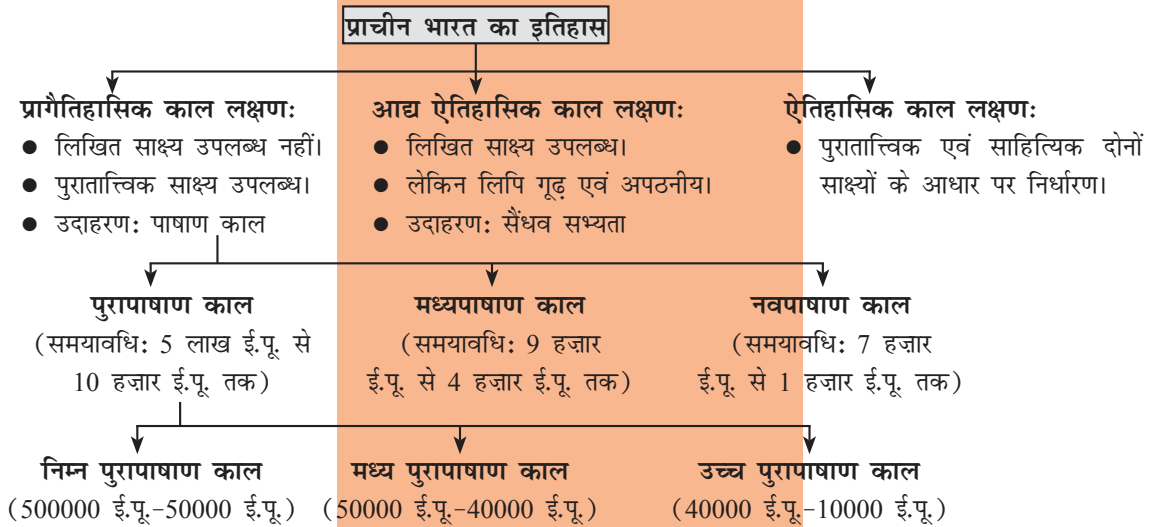 प्राचीन भारत का इतिहास
प्रागैतिहासिक काल लक्षणः
● लिखित साक्ष्य उपलब्ध नहीं।
● पुरातात्त्विक साक्ष्य उपलब्ध।
● उदाहरण: पाषाण काल
आद्य ऐतिहासिक काल लक्षणः
● लिखित साक्ष्य उपलब्ध।
● लेकिन लिपि गूढ़ एवं अपठनीय।
● उदाहरण: सैंधव सभ्यता
ऐतिहासिक काल लक्षणः
● पुरातात्त्विक एवं साहित्यिक दोनों
साक्ष्यों के आधार पर निर्धारण।
पुरापाषाण काल
(समयावधि: 5 लाख ई.पू. से
10 हज़ार ई.पू. तक)
मध्यपाषाण काल
(समयावधि: 9 हज़ार
ई.पू. से 4 हज़ार ई.पू. तक)
नवपाषाण काल
(समयावधि: 7 हज़ार
ई.पू. से 1 हज़ार ई.पू. तक)
निम्न पुरापाषाण काल
(500000 ई.पू.-50000 ई.पू.)
मध्य पुरापाषाण काल
(50000 ई.पू.-40000 ई.पू.)
उच्च पुरापाषाण काल
(40000 ई.पू.-10000 ई.पू.)